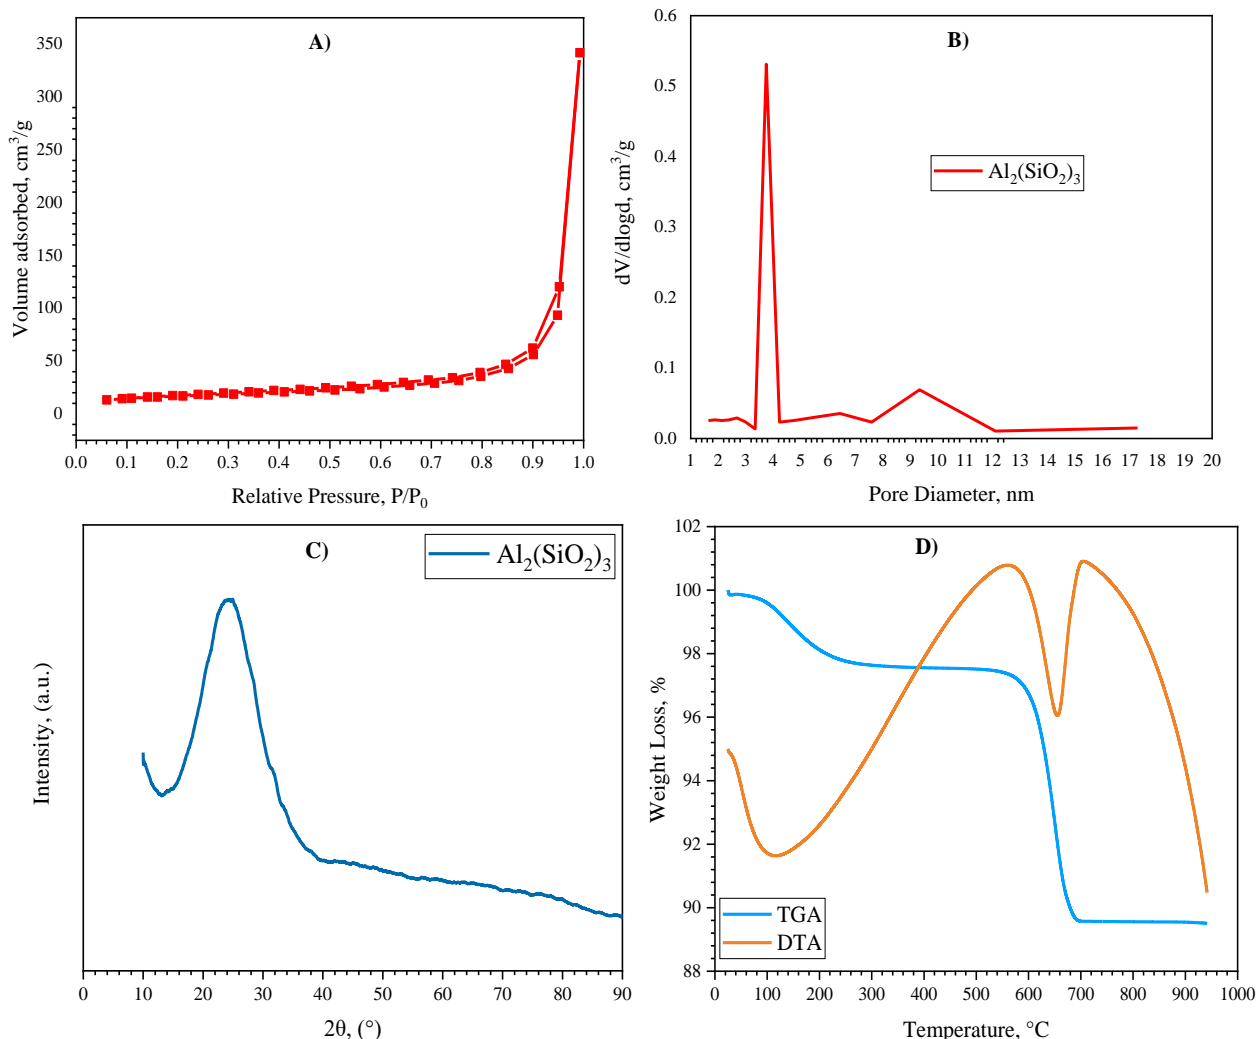 A)
Volume adsorbed, cm³/g
350
300
250
200
150
100
50
0
0.0 0.1 0.2 0.3 0.4 0.5 0.6 0.7 0.8 0.9 1.0
Relative Pressure, P/P₀
B)
dV/dlogd, cm³/g
0.6
0.5
0.4
0.3
0.2
0.1
0.0
Al₂(SiO₂)₃
1 2 3 4 5 6 7 8 9 10 11 12 13 14 15 16 17 18 19 20
Pore Diameter, nm
C)
Al₂(SiO₂)₃
Intensity, (a.u.)
0 10 20 30 40 50 60 70 80 90
2θ, (°)
D)
Weight Loss, %
102
100
98
96
94
92
90
88
TGA
DTA
0 100 200 300 400 500 600 700 800 900 1000
Temperature, °C